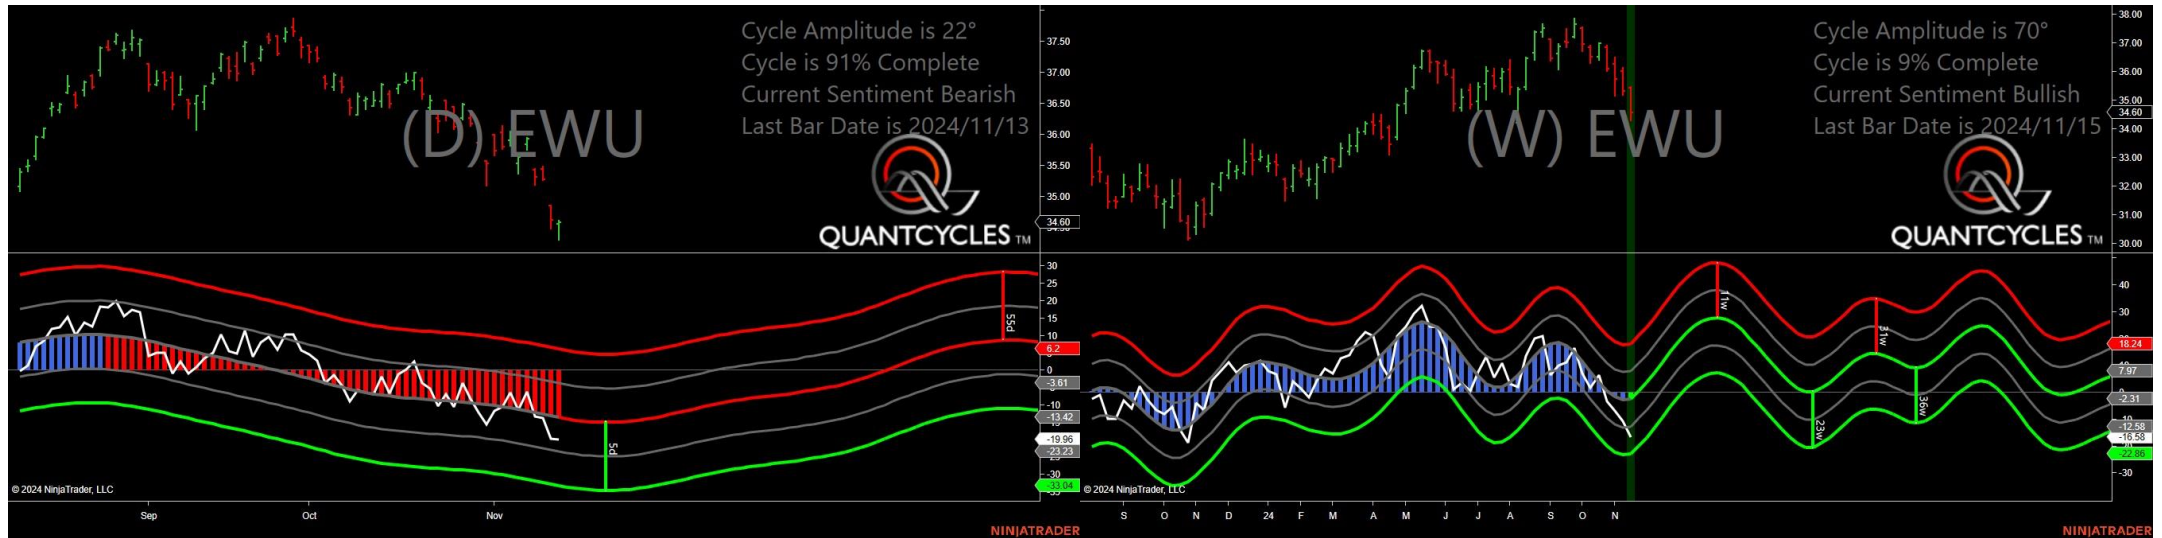 Cycle Amplitude is 22°
Cycle is 91% Complete
Current Sentiment Bearish
Last Bar Date is 2024/11/13
(D) EWU
QUANTCYCLES TM
37.50
37.00
36.50
36.00
35.50
35.00
34.60
30
25
20
15
10
6.2
0
-3.61
-10
-13.42
-19.96
-23.23
-30
-33.04
55d
5d
© 2024 NinjaTrader, LLC
Sep
Oct
Nov
NINJATRADER
Cycle Amplitude is 70°
Cycle is 9% Complete
Current Sentiment Bullish
Last Bar Date is 2024/11/15
(W) EWU
QUANTCYCLES TM
38.00
37.00
36.00
35.00
34.60
34.00
33.00
32.00
31.00
30.00
40
30
18.24
7.97
-2.31
-12.58
-16.58
-22.86
-30
11w
31w
23w
36w
© 2024 NinjaTrader, LLC
S O N D 24 F M A M J J A S O N
NINJATRADER